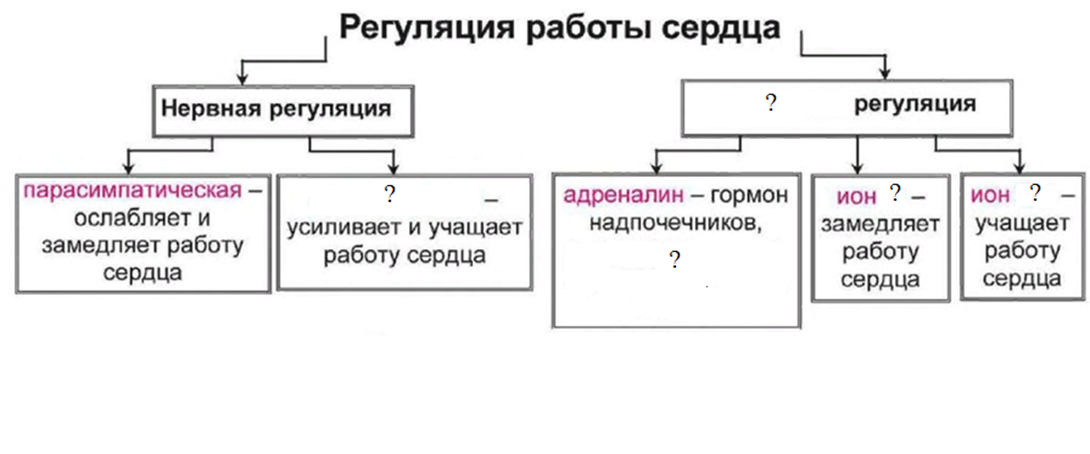 Регуляция работы сердца
Нервная регуляция
? регуляция
парасимпатическая –
ослабляет и
замедляет работу
сердца
? –
усиливает и учащает
работу сердца
адреналин – гормон
надпочечников,
?
ион ? –
замедляет
работу
сердца
ион ? –
учащает
работу
сердца